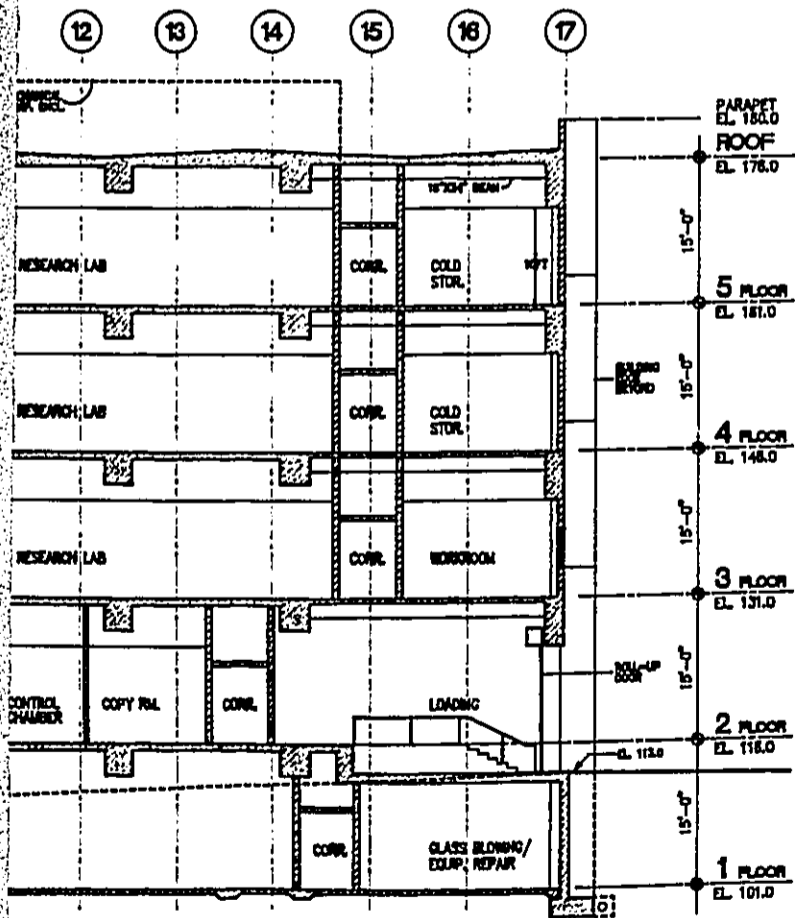 12 13 14 15 16 17
PARAPET
EL. 180.0
ROOF
EL. 176.0
BEAM
RESEARCH LAB
CORR.
COLD
STOR.
15'-0"
5 FLOOR
EL. 161.0
BUILDING
BEYOND
RESEARCH LAB
CORR.
COLD
STOR.
15'-0"
4 FLOOR
EL. 146.0
RESEARCH LAB
CORR.
WORKROOM
15'-0"
3 FLOOR
EL. 131.0
CONTROL
CHAMBER
COPY RM.
CORR.
LOADING
ROLL-UP
DOOR
15'-0"
2 FLOOR
EL. 116.0
EL. 113.0
CORR.
GLASS BLOWING/
EQUIP. REPAIR
15'-0"
1 FLOOR
EL. 101.0